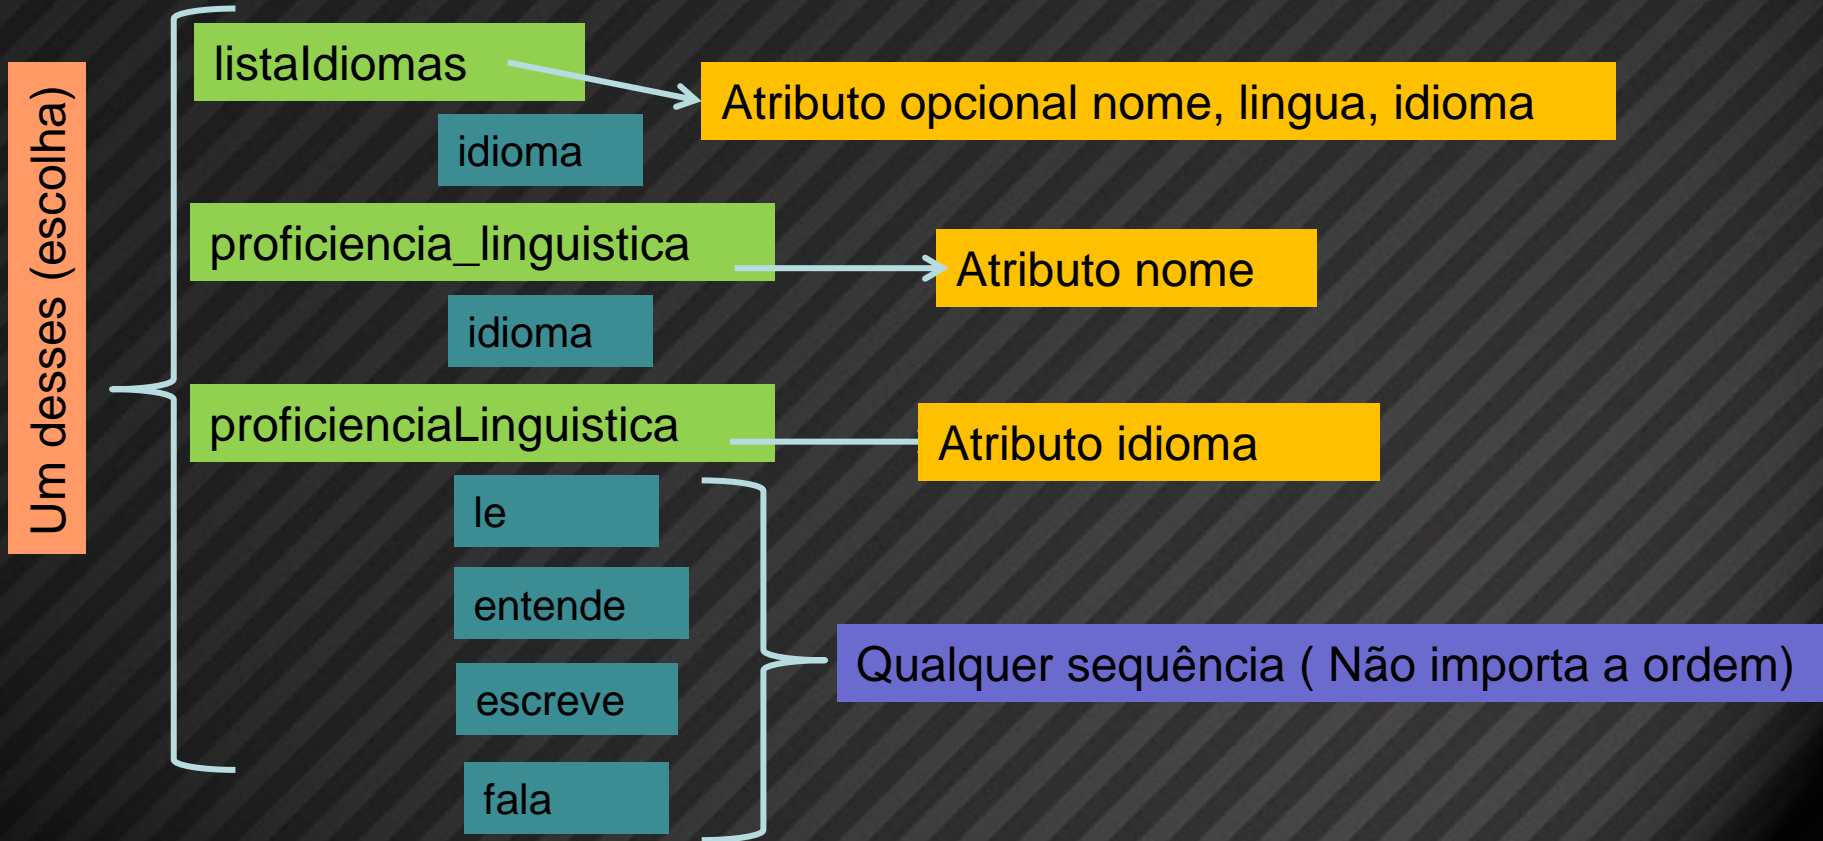 Um desses (escolha)
listaIdiomas
Atributo opcional nome, lingua, idioma
idioma
proficiencia_linguistica
Atributo nome
idioma
proficienciaLinguistica
Atributo idioma
le
entende
escreve
fala
Qualquer sequência ( Não importa a ordem)